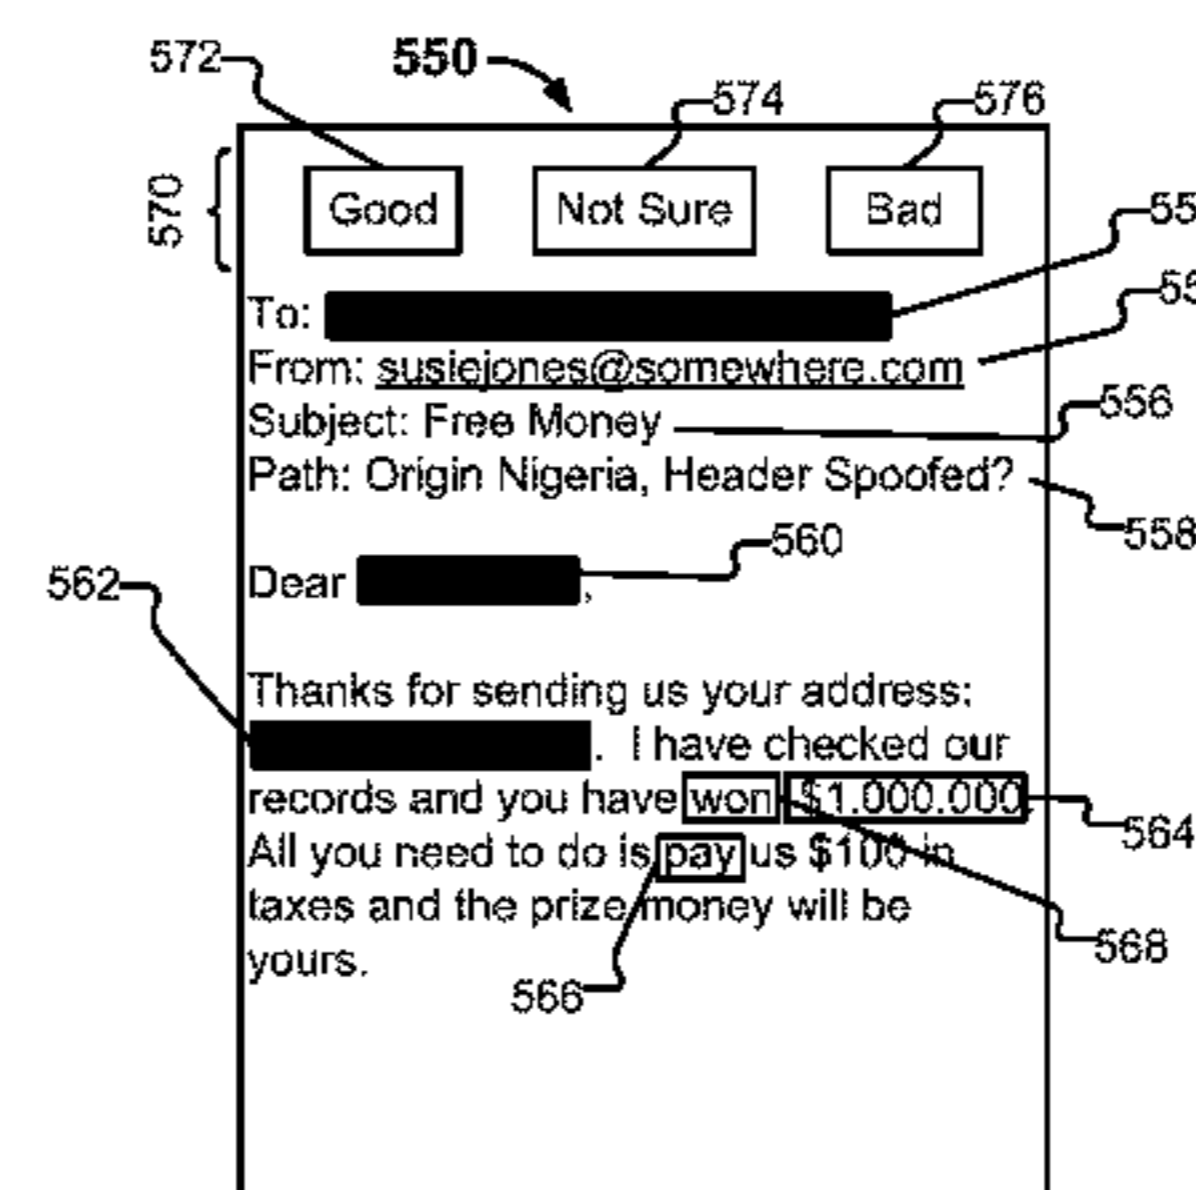 572 550 574 576
570 Good Not Sure Bad
55
To:
55
From: susiejones@somewhere.com
Subject: Free Money 556
Path: Origin Nigeria, Header Spoofed?
558
560
562 Dear ,
Thanks for sending us your address:
. I have checked our
records and you have won $1.000.000
564
All you need to do is pay us $100 in
taxes and the prize money will be
568
yours.
566